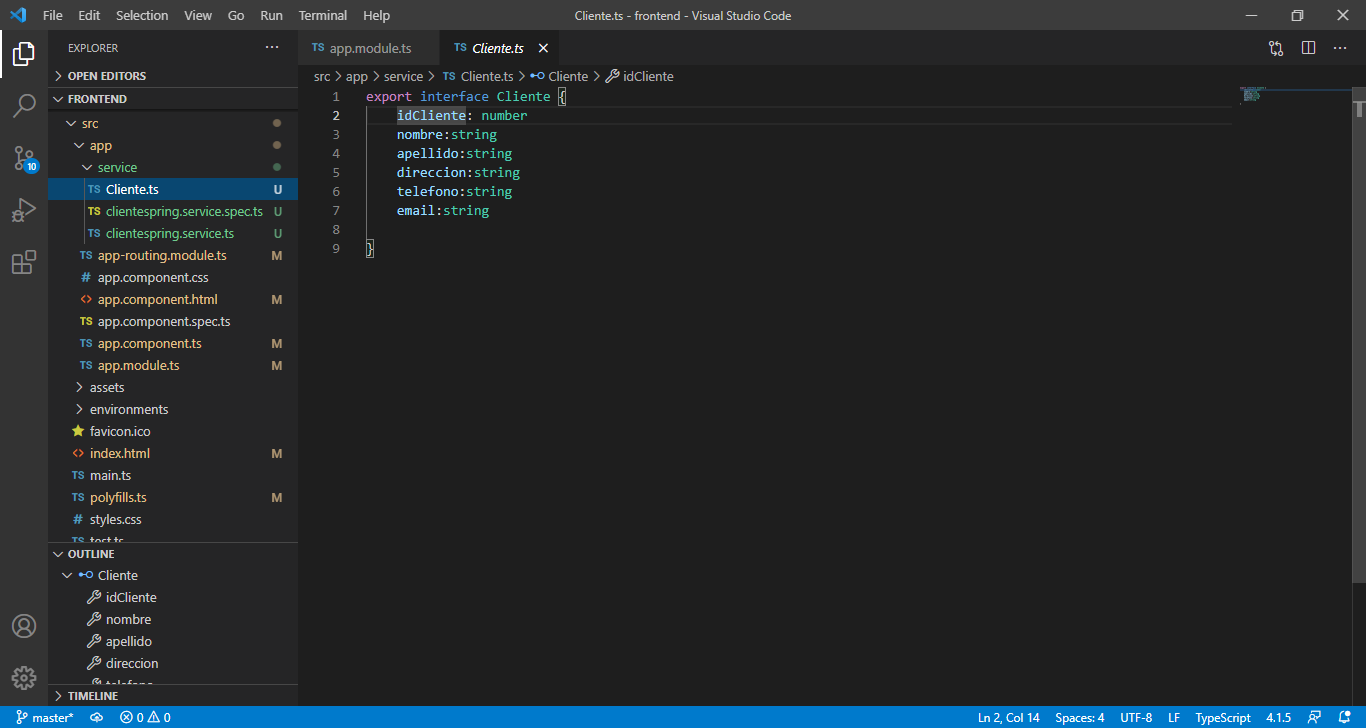 File Edit Selection View Go Run Terminal Help
Cliente.ts - frontend - Visual Studio Code
EXPLORER
OPEN EDITORS
FRONTEND
src
app
service
TS Cliente.ts U
TS clientespring.service.spec.ts U
TS clientespring.service.ts U
TS app-routing.module.ts M
# app.component.css
<> app.component.html M
TS app.component.spec.ts
TS app.component.ts M
TS app.module.ts M
assets
environments
favicon.ico
<> index.html M
TS main.ts
TS polyfills.ts M
# styles.css
TS test.ts
OUTLINE
Cliente
idCliente
nombre
apellido
direccion
telefono
TIMELINE
10
TS app.module.ts TS Cliente.ts
src > app > service > TS Cliente.ts > Cliente > idCliente
1 export interface Cliente {
2 idCliente: number
3 nombre:string
4 apellido:string
5 direccion:string
6 telefono:string
7 email:string
8
9 }
master* 0 0 Ln 2, Col 14 Spaces: 4 UTF-8 LF TypeScript 4.1.5